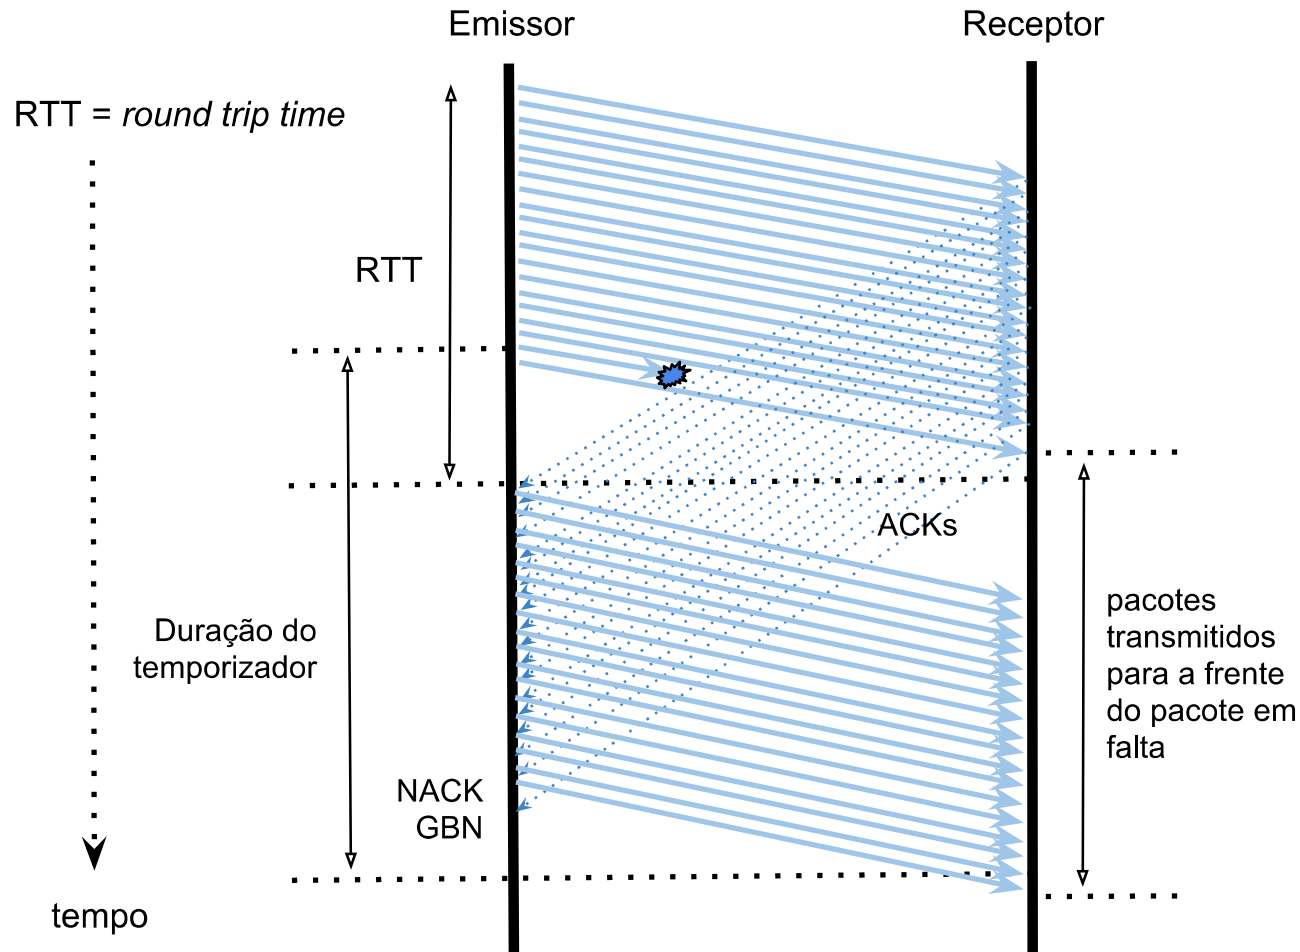 Emissor
Receptor
RTT = round trip time
RTT
ACKs
Duração do
temporizador
pacotes
transmitidos
para a frente
do pacote em
falta
NACK
GBN
tempo